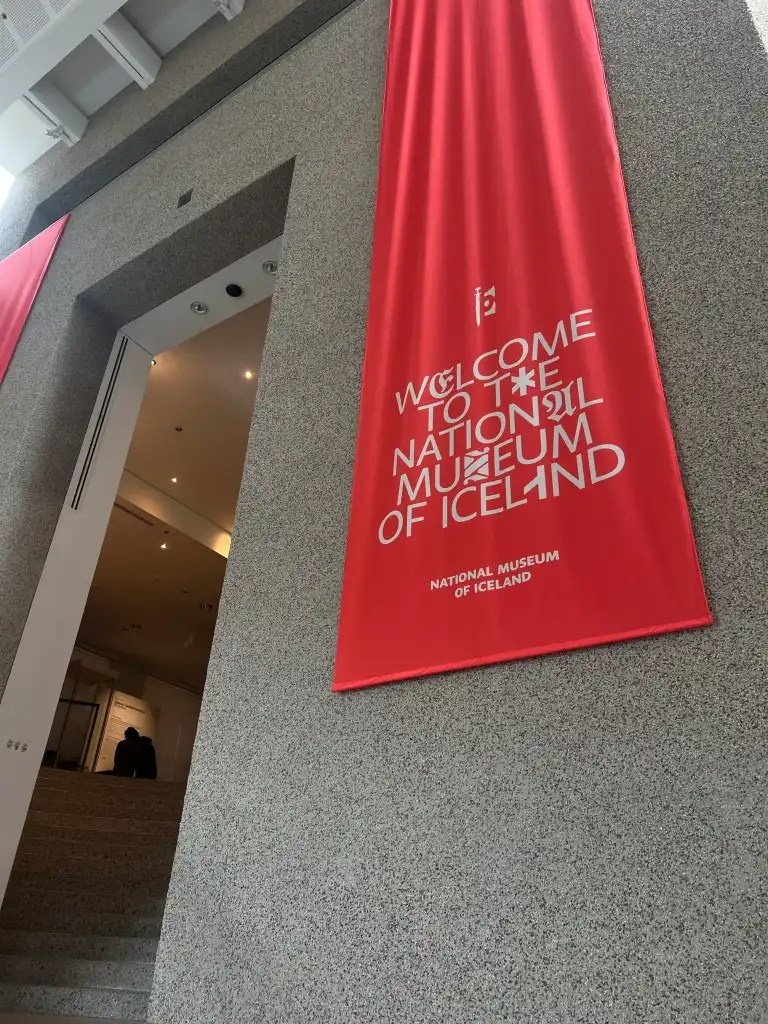 WELCOME
TO THE
NATIONAL
MUSEUM
OF ICELAND
NATIONAL MUSEUM
OF ICELAND